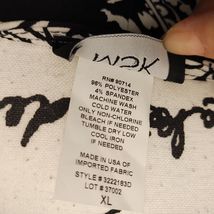 RN# 90714
96% POLYESTER
4% SPANDEX
MACHINE WASH
COLD WATER
ONLY NON-CHLORINE
BLEACH IF NEEDED
TUMBLE DRY LOW
COOL IRON
IF NEEDED
MADE IN USA OF
IMPORTED FABRIC
STYLE #3222183D
LOT # 37002
XL